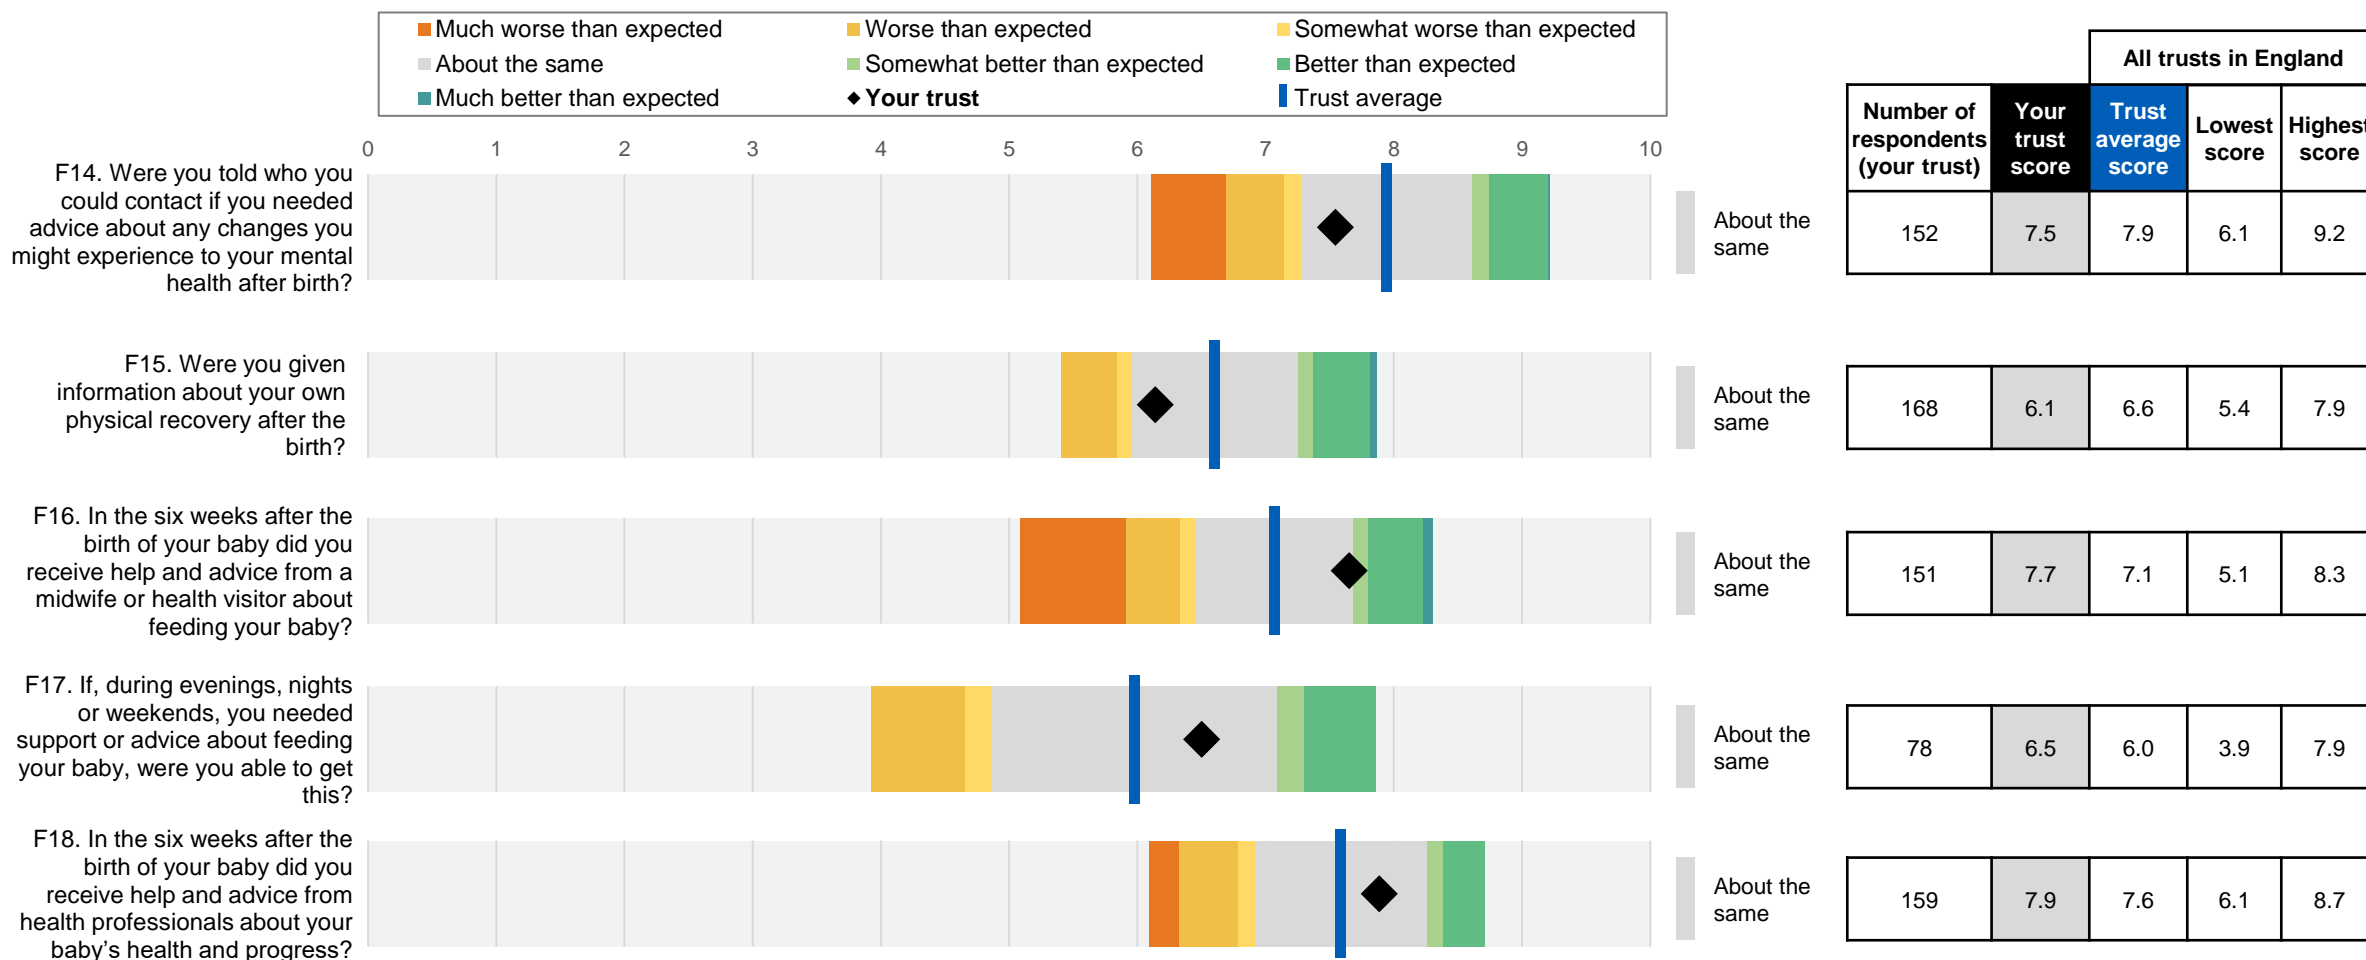 Much worse than expected
Worse than expected
Somewhat worse than expected
About the same
Somewhat better than expected
Better than expected
Much better than expected
Your trust
Trust average
All trusts in England
Number of
respondents
(your trust)
Your
trust
score
Trust
average
score
Lowest
score
Highest
score
0 1 2 3 4 5 6 7 8 9 10
F14. Were you told who you
could contact if you needed
advice about any changes you
might experience to your mental
health after birth?
About the
same
152 7.5 7.9 6.1 9.2
F15. Were you given
information about your own
physical recovery after the
birth?
About the
same
168 6.1 6.6 5.4 7.9
F16. In the six weeks after the
birth of your baby did you
receive help and advice from a
midwife or health visitor about
feeding your baby?
About the
same
151 7.7 7.1 5.1 8.3
F17. If, during evenings, nights
or weekends, you needed
support or advice about feeding
your baby, were you able to get
this?
About the
same
78 6.5 6.0 3.9 7.9
F18. In the six weeks after the
birth of your baby did you
receive help and advice from
health professionals about your
baby's health and progress?
About the
same
159 7.9 7.6 6.1 8.7